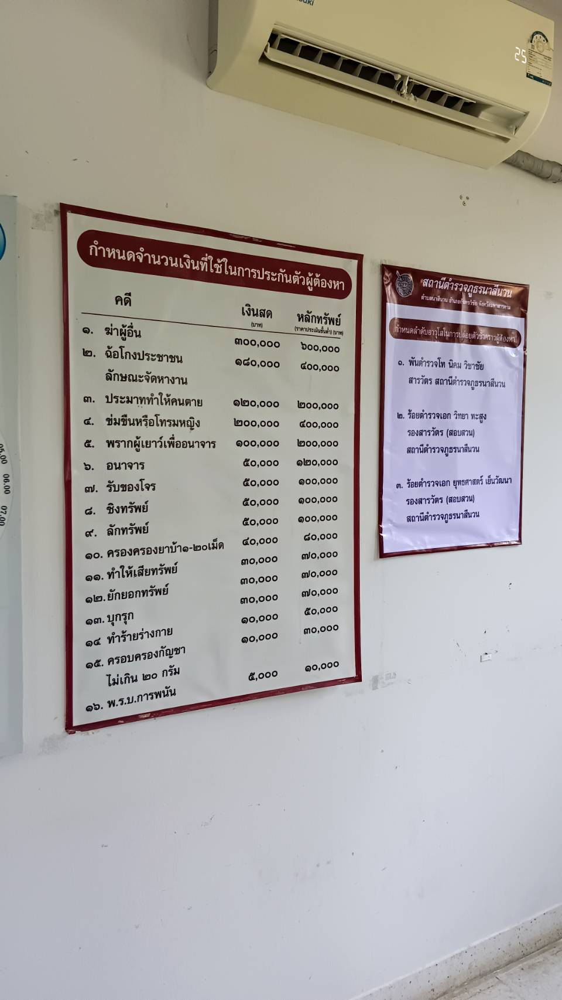 25
กำหนดจำนวนเงินที่ใช้ในการประกันตัวผู้ต้องหา
คดี เงินสด หลักทรัพย์
(บาท) (ราคาประเมินขั้นต่ำ) (บาท)
๑. ฆ่าผู้อื่น ๓๐๐,๐๐๐ ๖๐๐,๐๐๐
๒. ฉ้อโกงประชาชน ๑๘๐,๐๐๐ ๔๐๐,๐๐๐
ลักษณะจัดหางาน
๓. ประมาททำให้คนตาย ๑๒๐,๐๐๐ ๒๐๐,๐๐๐
๔. ข่มขืนหรือโทรมหญิง ๒๐๐,๐๐๐ ๔๐๐,๐๐๐
๕. พรากผู้เยาว์เพื่ออนาจาร ๑๐๐,๐๐๐ ๒๐๐,๐๐๐
๖. อนาจาร ๕๐,๐๐๐ ๑๒๐,๐๐๐
๗. รับของโจร ๕๐,๐๐๐ ๑๐๐,๐๐๐
๘. ชิงทรัพย์ ๕๐,๐๐๐ ๑๐๐,๐๐๐
๙. ลักทรัพย์ ๕๐,๐๐๐ ๑๐๐,๐๐๐
๑๐. ครองครองยาบ้า๑-๒๐เม็ด ๔๐,๐๐๐ ๘๐,๐๐๐
๑๑. ทำให้เสียทรัพย์ ๓๐,๐๐๐ ๗๐,๐๐๐
๑๒. ยักยอกทรัพย์ ๓๐,๐๐๐ ๗๐,๐๐๐
๑๓. บุกรุก ๓๐,๐๐๐ ๗๐,๐๐๐
๑๔ ทำร้ายร่างกาย ๑๐,๐๐๐ ๕๐,๐๐๐
๑๕. ครอบครองกัญชา ๑๐,๐๐๐ ๓๐,๐๐๐
ไม่เกิน ๒๐ กรัม
๑๖. พ.ร.บ.การพนัน ๕,๐๐๐ ๑๐,๐๐๐
สถานีตำรวจภูธรนาสีนวน
ตำบลนาสีนวน อำเภอกันทรวิชัย จังหวัดมหาสารคาม
กำหนดลำดับอาวุโสในการปล่อยตัวชั่วคราวผู้ต้องหา
๑. พันตำรวจโท นิคม วิชาชัย
สารวัตร สถานีตำรวจภูธรนาสีนวน
๒. ร้อยตำรวจเอก วิทยา ทะสูง
รองสารวัตร (สอบสวน)
สถานีตำรวจภูธรนาสีนวน
๓. ร้อยตำรวจเอก ยุทธศาสตร์ เย็นวัฒนา
รองสารวัตร (สอบสวน)
สถานีตำรวจภูธรนาสีนวน
05.00
06.00
07.00